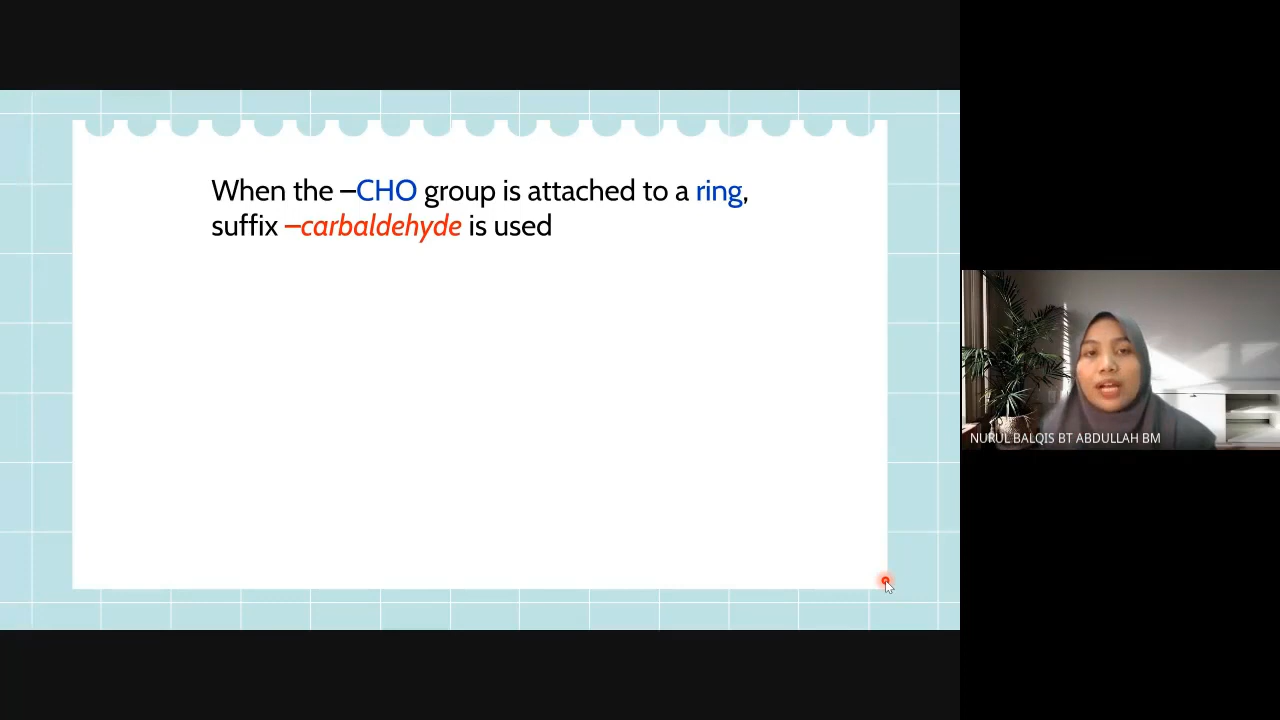 When the –CHO group is attached to a ring,
suffix –carbaldehyde is used
NURUL BALQIS BT ABDULLAH BM